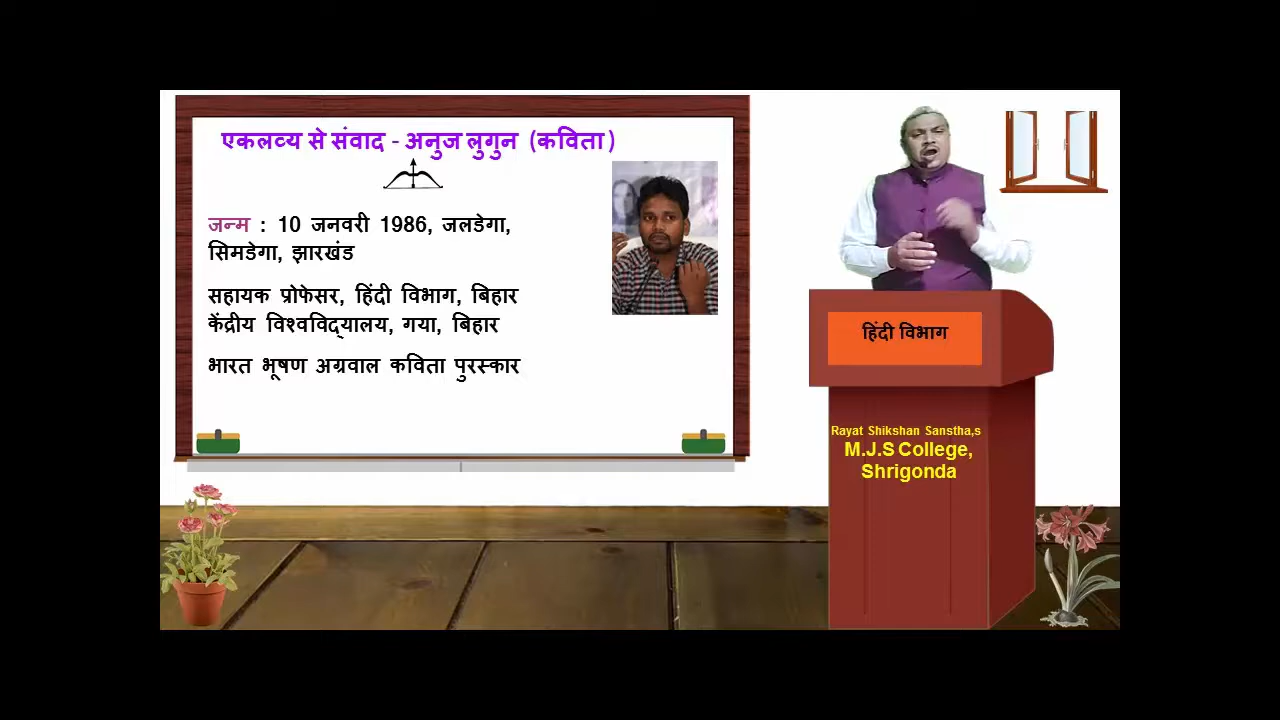 एकलव्य से संवाद - अनुज लुगुन (कविता)
जन्म : 10 जनवरी 1986, जलडेगा,
सिमडेगा, झारखंड
सहायक प्रोफेसर, हिंदी विभाग, बिहार
केंद्रीय विश्वविद्यालय, गया, बिहार
भारत भूषण अग्रवाल कविता पुरस्कार
हिंदी विभाग
Rayat Shikshan Sanstha,s
M.J.S College,
Shrigonda